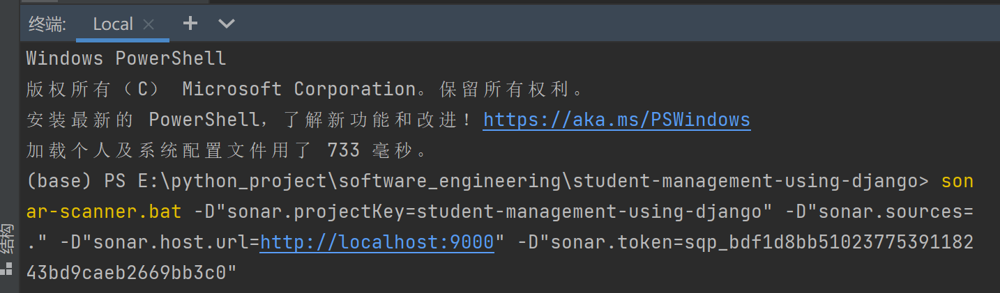 终端: Local × + ∨
Windows PowerShell
版权所有（C） Microsoft Corporation。保留所有权利。
安装最新的 PowerShell，了解新功能和改进！https://aka.ms/PSWindows
加载个人及系统配置文件用了 733 毫秒。
(base) PS E:\python_project\software_engineering\student-management-using-django> son
ar-scanner.bat -D"sonar.projectKey=student-management-using-django" -D"sonar.sources=
." -D"sonar.host.url=http://localhost:9000" -D"sonar.token=sqp_bdf1d8bb51023775391182
43bd9caeb2669bb3c0"
结构